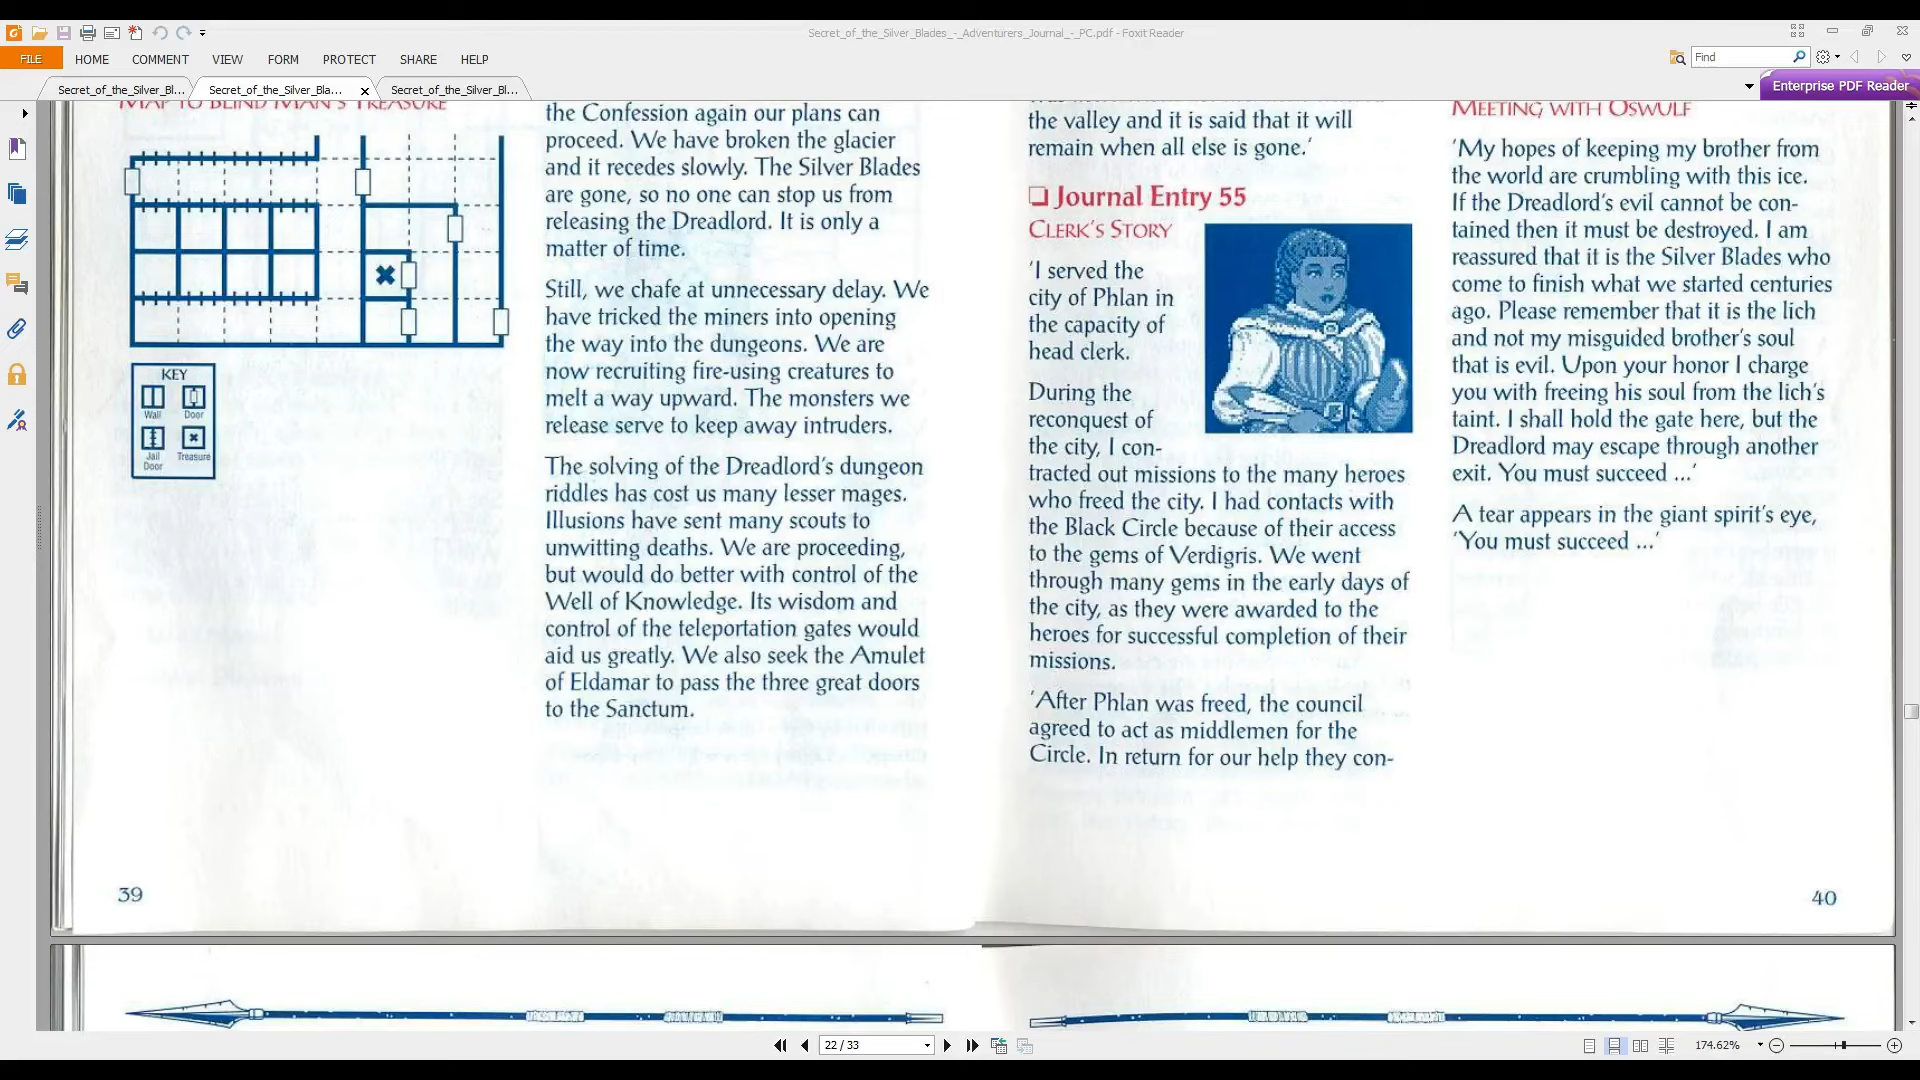 Secret_of_the_Silver_Blades_-_Adventurers_Journal_-_PC.pdf - Foxit Reader
FILE
HOME
COMMENT
VIEW
FORM
PROTECT
SHARE
HELP
Find
Secret_of_the_Silver_Bl...
Secret_of_the_Silver_Bla...
Secret_of_the_Silver_Bl...
Enterprise PDF Reader
MAP TO BLIND MAN'S TREASURE
KEY
Wall
Door
Jail
Door
Treasure
39
the Confession again our plans can
proceed. We have broken the glacier
and it recedes slowly. The Silver Blades
are gone, so no one can stop us from
releasing the Dreadlord. It is only a
matter of time.
Still, we chafe at unnecessary delay. We
have tricked the miners into opening
the way into the dungeons. We are
now recruiting fire-using creatures to
melt a way upward. The monsters we
release serve to keep away intruders.
The solving of the Dreadlord's dungeon
riddles has cost us many lesser mages.
Illusions have sent many scouts to
unwitting deaths. We are proceeding,
but would do better with control of the
Well of Knowledge. Its wisdom and
control of the teleportation gates would
aid us greatly. We also seek the Amulet
of Eldamar to pass the three great doors
to the Sanctum.
the valley and it is said that it will
remain when all else is gone.'
❑ Journal Entry 55
CLERK'S STORY
'I served the
city of Phlan in
the capacity of
head clerk.
During the
reconquest of
the city, I con-
tracted out missions to the many heroes
who freed the city. I had contacts with
the Black Circle because of their access
to the gems of Verdigris. We went
through many gems in the early days of
the city, as they were awarded to the
heroes for successful completion of their
missions.
'After Phlan was freed, the council
agreed to act as middlemen for the
Circle. In return for our help they con-
MEETING WITH OSWULF
'My hopes of keeping my brother from
the world are crumbling with this ice.
If the Dreadlord's evil cannot be con-
tained then it must be destroyed. I am
reassured that it is the Silver Blades who
come to finish what we started centuries
ago. Please remember that it is the lich
and not my misguided brother's soul
that is evil. Upon your honor I charge
you with freeing his soul from the lich's
taint. I shall hold the gate here, but the
Dreadlord may escape through another
exit. You must succeed ...'
A tear appears in the giant spirit's eye,
'You must succeed ...'
40
22 / 33
174.62%